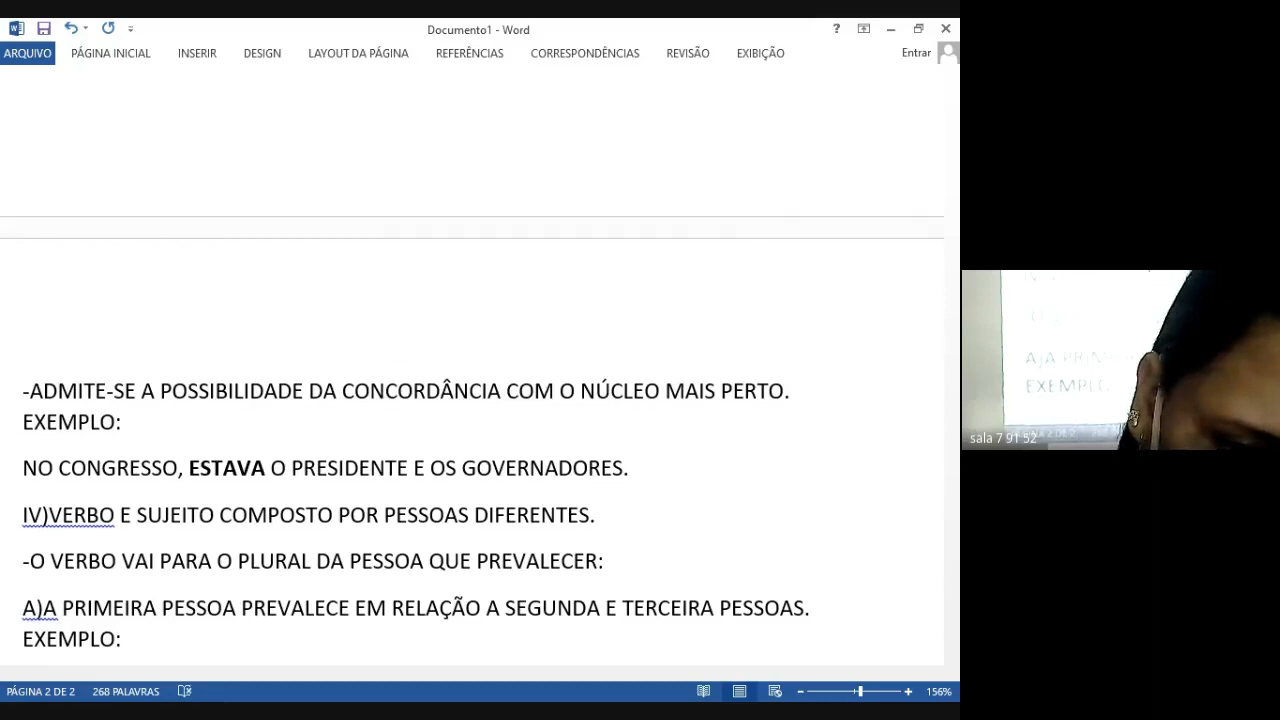 Documento1 - Word
ARQUIVO PÁGINA INICIAL INSERIR DESIGN LAYOUT DA PÁGINA REFERÊNCIAS CORRESPONDÊNCIAS REVISÃO EXIBIÇÃO Entrar
-ADMITE-SE A POSSIBILIDADE DA CONCORDÂNCIA COM O NÚCLEO MAIS PERTO.
EXEMPLO:
NO CONGRESSO, ESTAVA O PRESIDENTE E OS GOVERNADORES.
IV)VERBO E SUJEITO COMPOSTO POR PESSOAS DIFERENTES.
-O VERBO VAI PARA O PLURAL DA PESSOA QUE PREVALECER:
A)A PRIMEIRA PESSOA PREVALECE EM RELAÇÃO A SEGUNDA E TERCEIRA PESSOAS.
EXEMPLO:
PÁGINA 2 DE 2 268 PALAVRAS 156%
A)A PRIM
EXEMPLO
sala 7 91 52